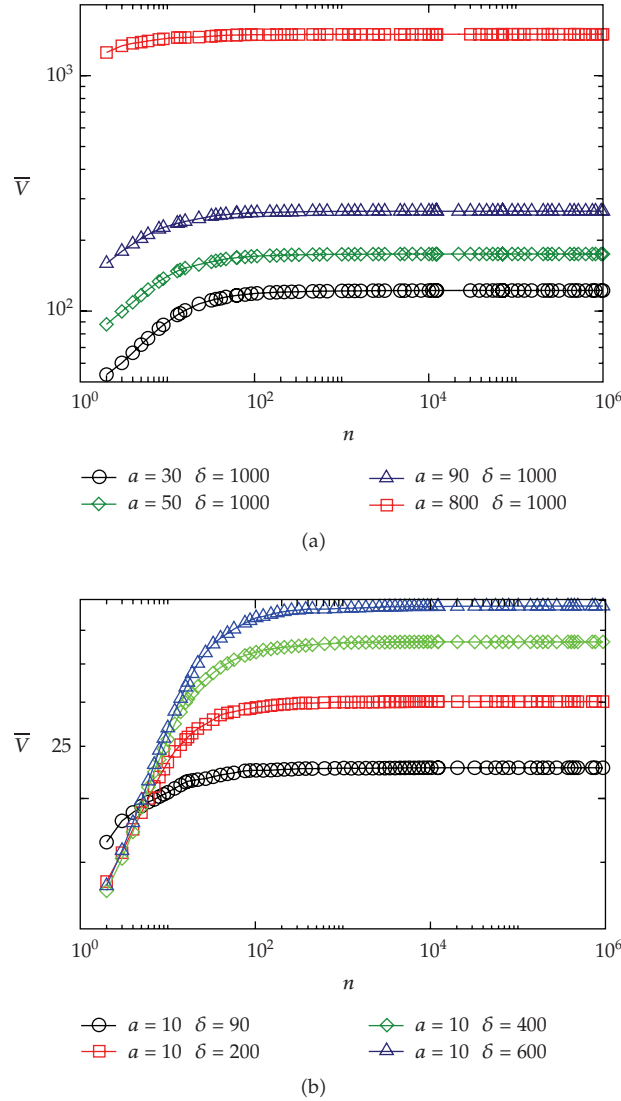 10³
V̅
10²
10⁰ 10² 10⁴ 10⁶
n
a = 30 δ = 1000 a = 90 δ = 1000
a = 50 δ = 1000 a = 800 δ = 1000
(a)
V̅ 25
10⁰ 10² 10⁴ 10⁶
n
a = 10 δ = 90 a = 10 δ = 400
a = 10 δ = 200 a = 10 δ = 600
(b)